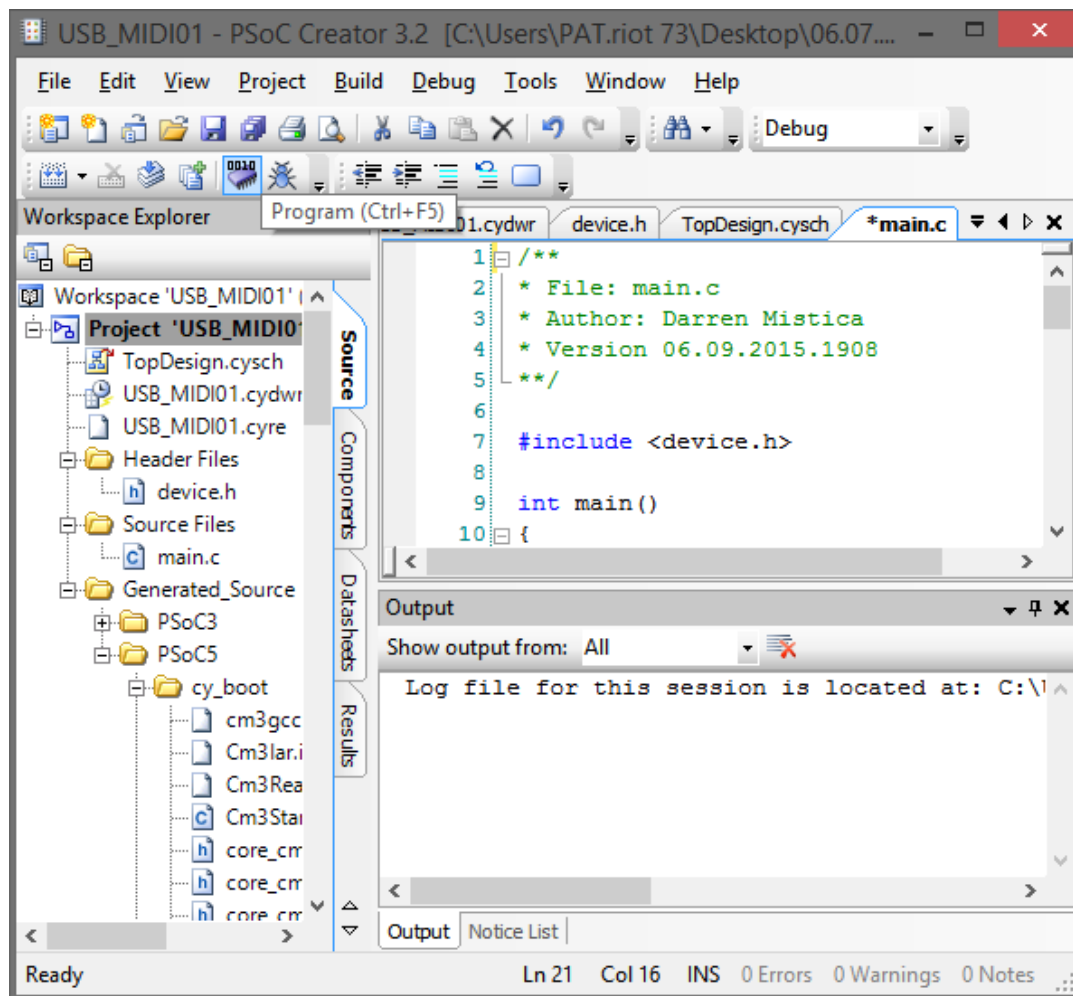 USB_MIDI01 - PSoC Creator 3.2 [C:\Users\PAT.riot 73\Desktop\06.07....
File Edit View Project Build Debug Tools Window Help
Debug
0010
Workspace Explorer
Program (Ctrl+F5)
01.cydwr device.h TopDesign.cysch *main.c
Workspace 'USB_MIDI01' (
Project 'USB_MIDI0
TopDesign.cysch
USB_MIDI01.cydwr
USB_MIDI01.cyre
Header Files
device.h
Source Files
main.c
Generated_Source
PSoC3
PSoC5
cy_boot
cm3gcc
Cm3Iar.i
Cm3Rea
Cm3Star
core_cm
core_cm
core_cm
Source
Components
Datasheets
Results
1 /**
2 * File: main.c
3 * Author: Darren Mistica
4 * Version 06.09.2015.1908
5 **/
6
7 #include <device.h>
8
9 int main()
10 {
Output
Show output from: All
Log file for this session is located at: C:\
Output Notice List
Ready Ln 21 Col 16 INS 0 Errors 0 Warnings 0 Notes